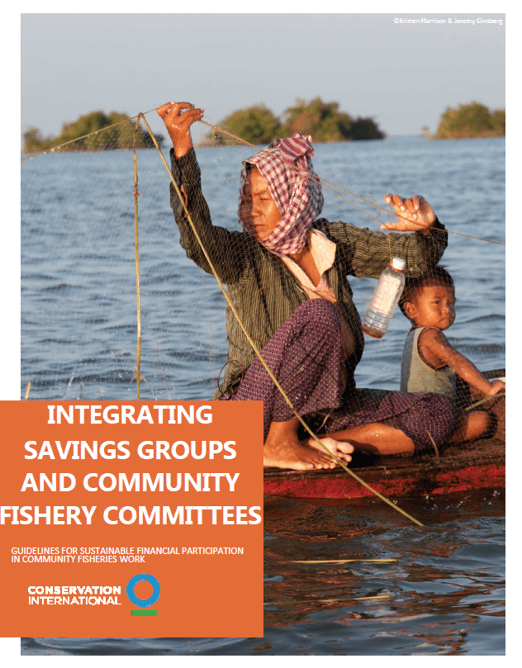 ©Kristen Harrison & Jeremy Ginsberg
INTEGRATING
SAVINGS GROUPS
AND COMMUNITY
FISHERY COMMITTEES
GUIDELINES FOR SUSTAINABLE FINANCIAL PARTICIPATION
IN COMMUNITY FISHERIES WORK
CONSERVATION
INTERNATIONAL